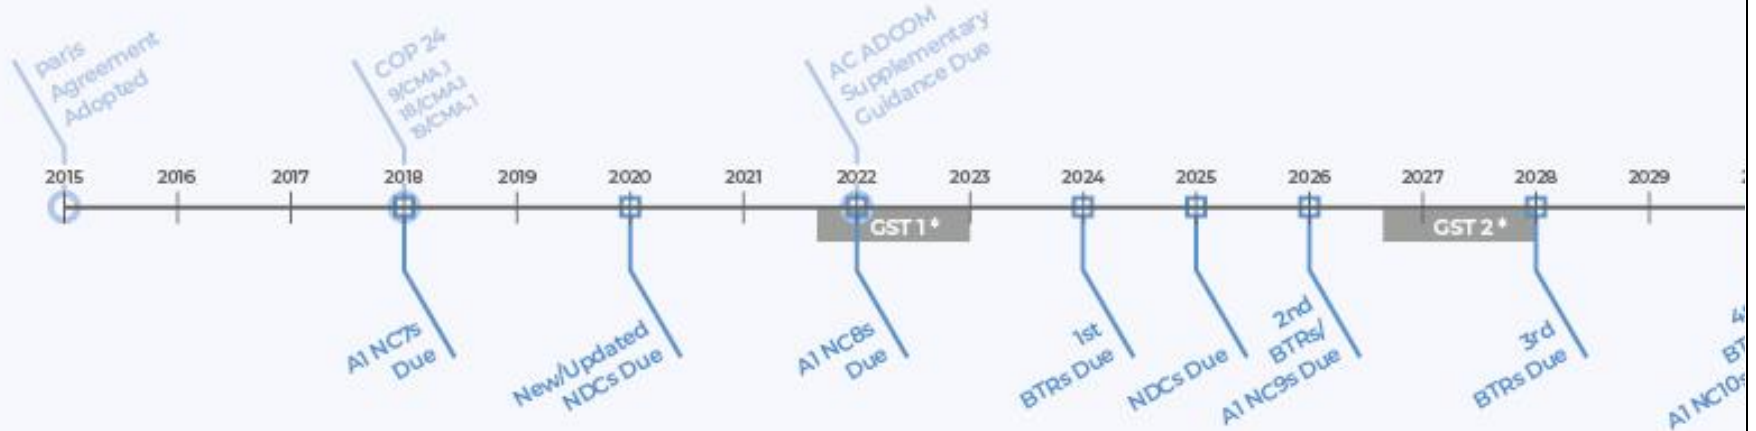 paris
Agreement
Adopted
COP 24
9/CMA.1
18/CMA.1
19/CMA.1
AC ADCOM
Supplementary
Guidance Due
2015 2016 2017 2018 2019 2020 2021 2022 2023 2024 2025 2026 2027 2028 2029
GST 1*
GST 2*
A1 NC7s
Due
New/Updated
NDCs Due
A1 NC8s
Due
1st
BTRs Due
NDCs Due
2nd
BTRs/
A1 NC9s Due
3rd
BTRs Due
A1 NC10s